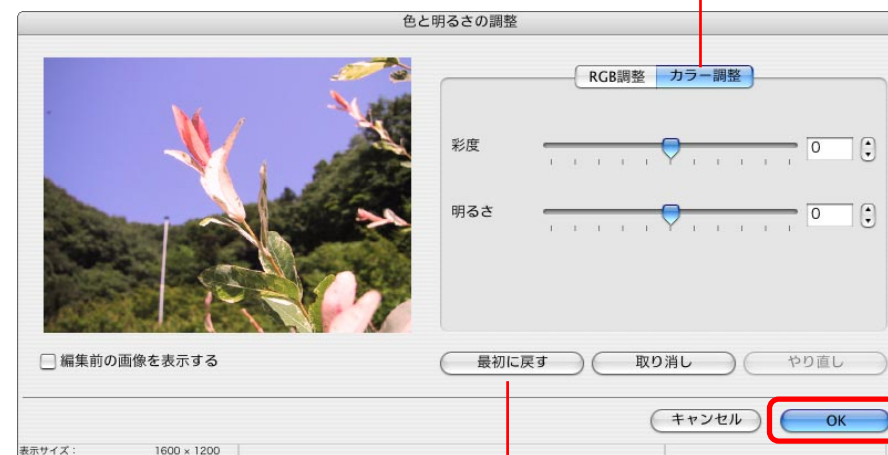 色と明るさの調整
RGB調整 カラー調整
彩度 0
明るさ 0
編集前の画像を表示する
最初に戻す 取り消し やり直し
キャンセル OK
表示サイズ： 1600 × 1200